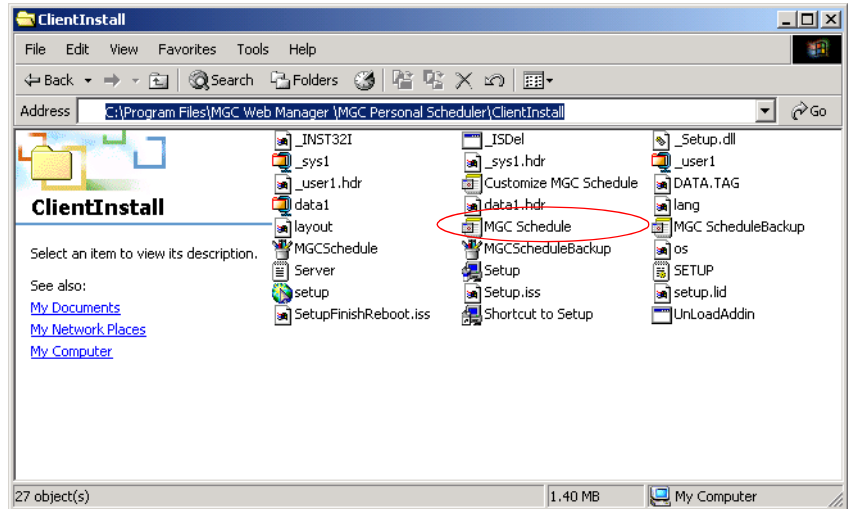 ClientInstall
File Edit View Favorites Tools Help
Back Search Folders
Address C:\Program Files\MGC Web Manager \MGC Personal Scheduler\ClientInstall Go
_INST32I _ISDel _Setup.dll
_sys1 _sys1.hdr _user1
_user1.hdr Customize MGC Schedule DATA.TAG
ClientInstall data1 data1.hdr lang
layout MGC Schedule MGC ScheduleBackup
Select an item to view its description. MGCSchedule MGCScheduleBackup os
Server Setup SETUP
See also: setup Setup.iss setup.lid
My Documents SetupFinishReboot.iss Shortcut to Setup UnLoadAddin
My Network Places
My Computer
27 object(s) 1.40 MB My Computer